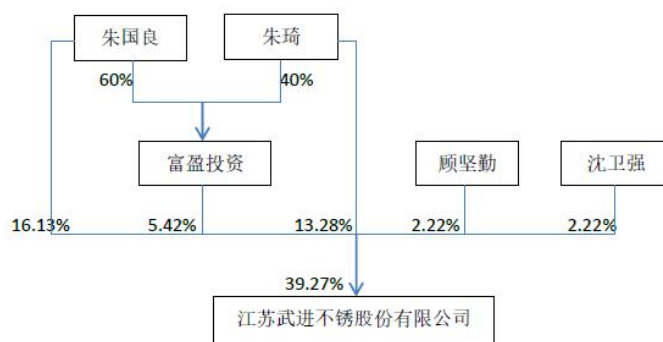 朱国良
朱琦
60%
40%
富盈投资
顾坚勤
沈卫强
16.13%
5.42%
13.28%
2.22%
2.22%
39.27%
江苏武进不锈股份有限公司